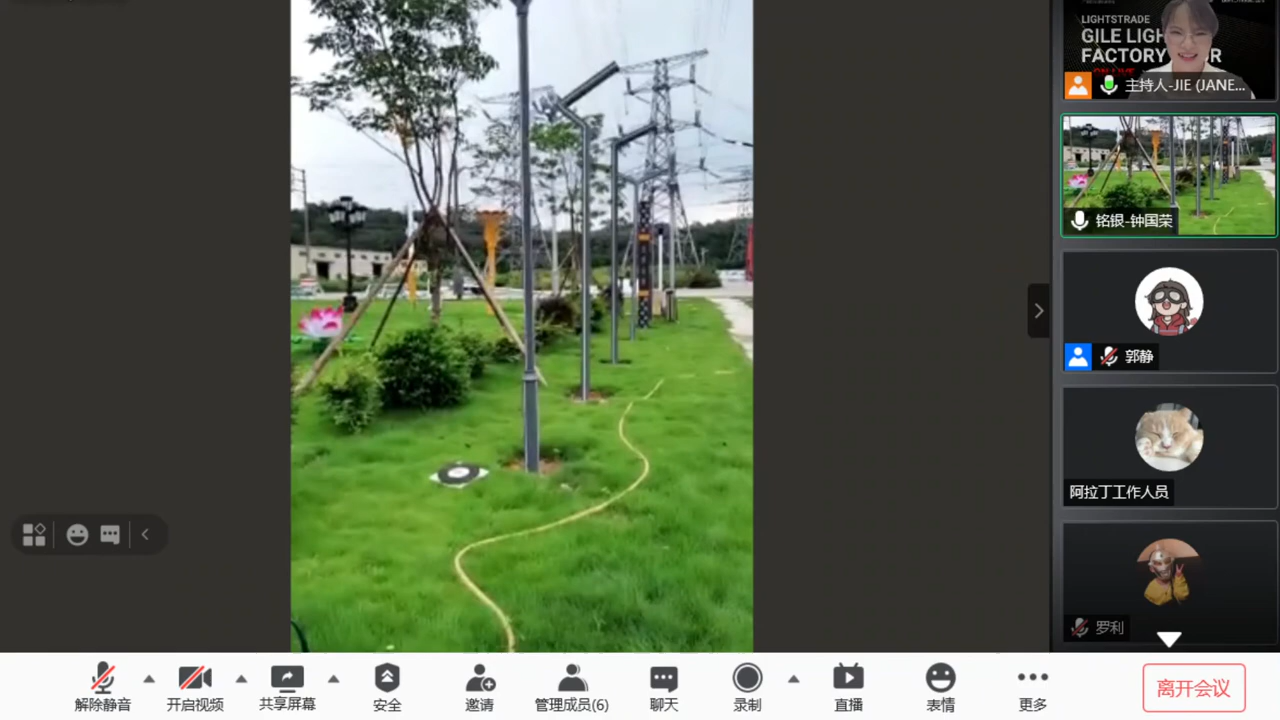 LIGHTSTRADE
GILE LIGH
FACTORY
R
主持人-JIE (JANE...
铭银-钟国荣
郭静
阿拉丁工作人员
罗利
解除静音
开启视频
共享屏幕
安全
邀请
管理成员(6)
聊天
录制
直播
表情
更多
离开会议